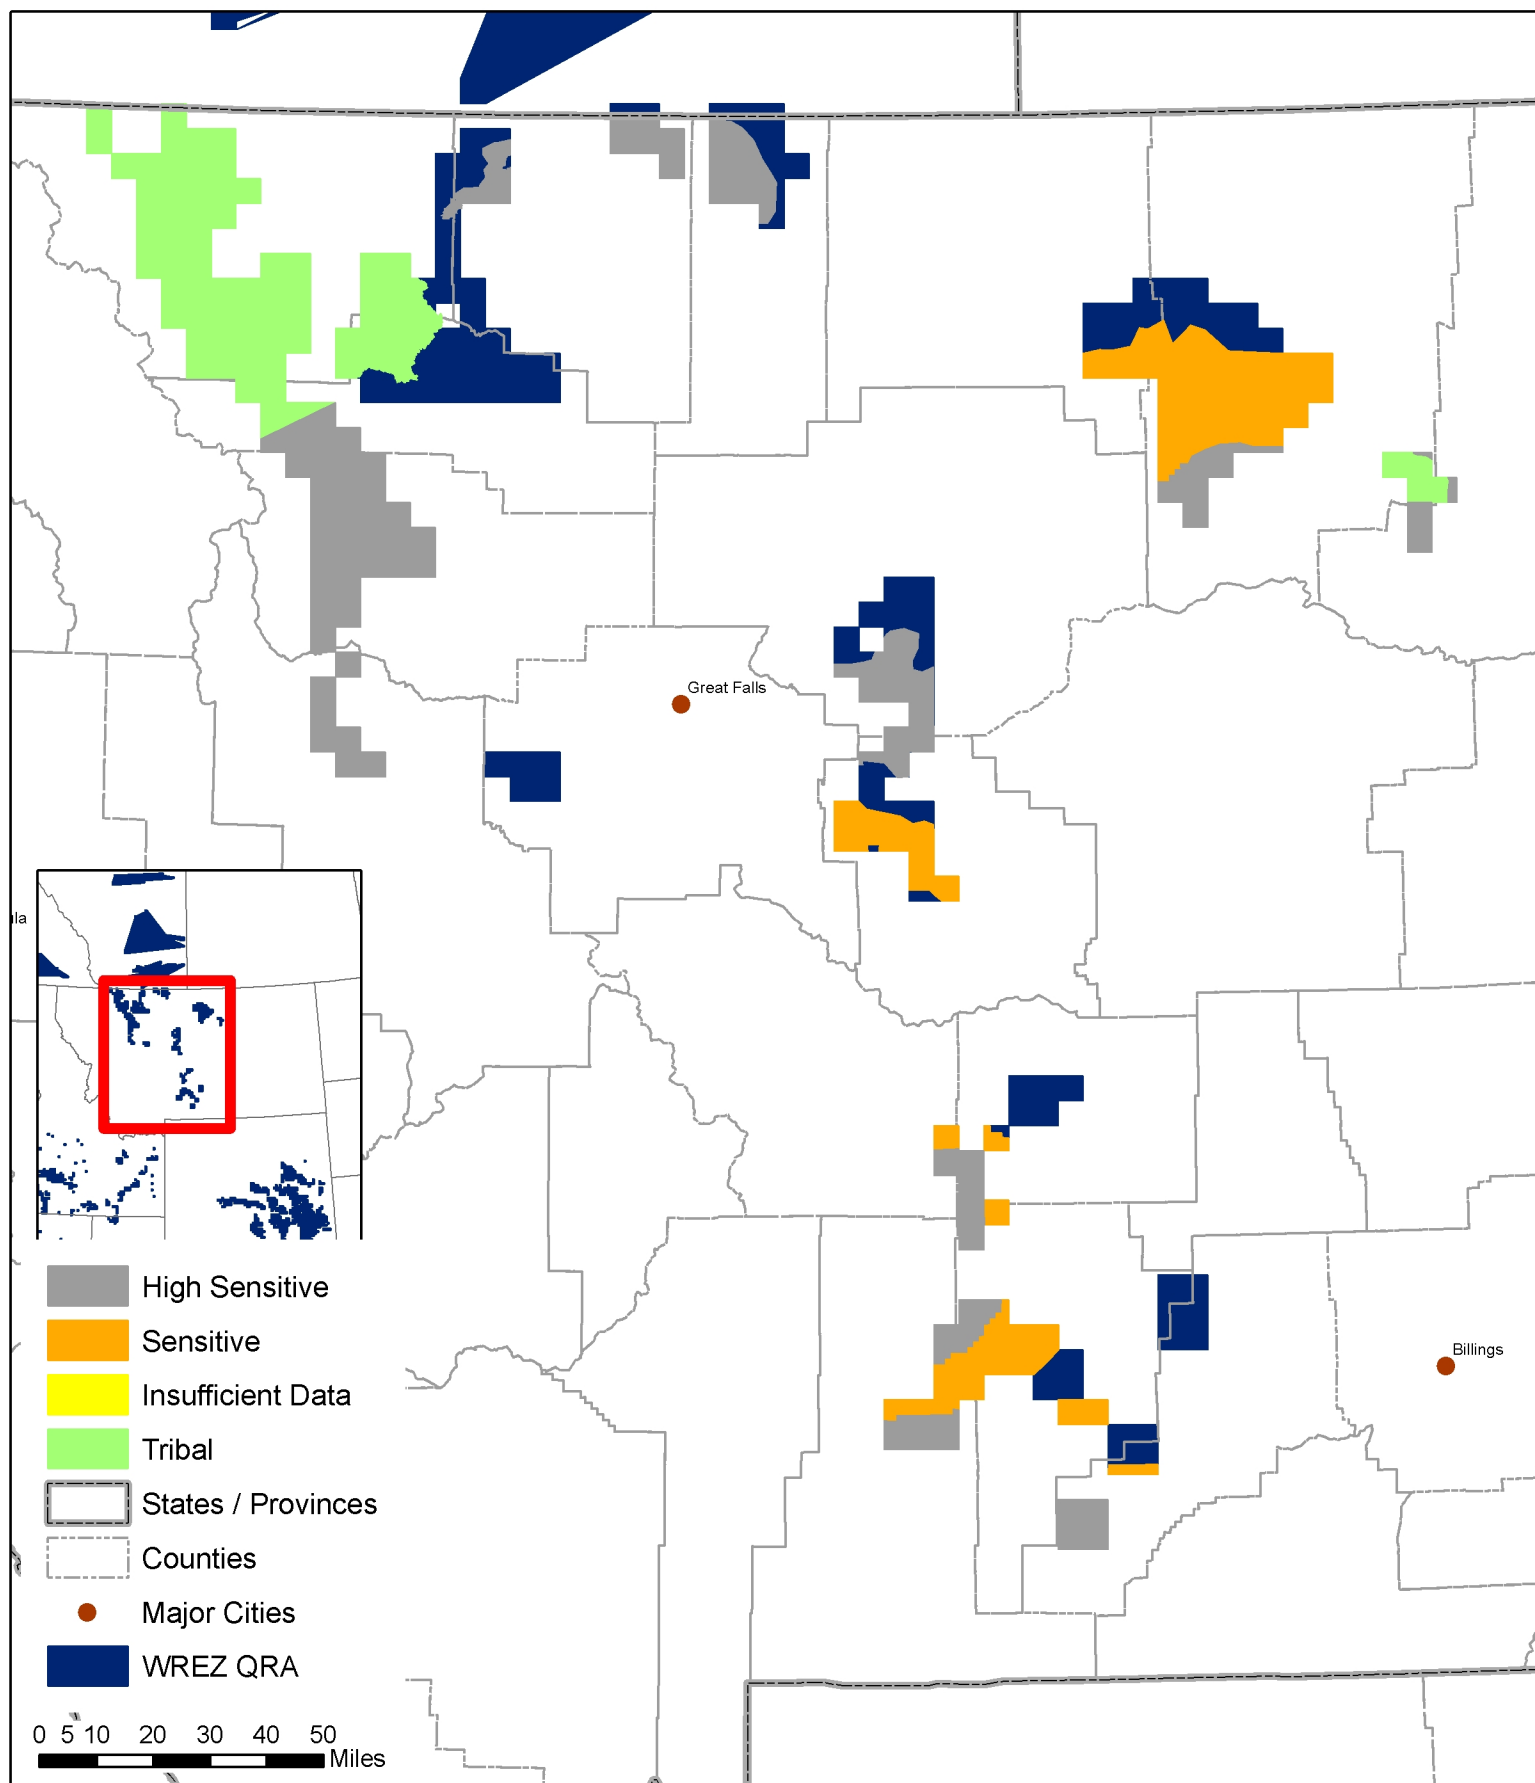 Great Falls
ula
Billings
High Sensitive
Sensitive
Insufficient Data
Tribal
States / Provinces
Counties
Major Cities
WREZ QRA
0 5 10 20 30 40 50
Miles